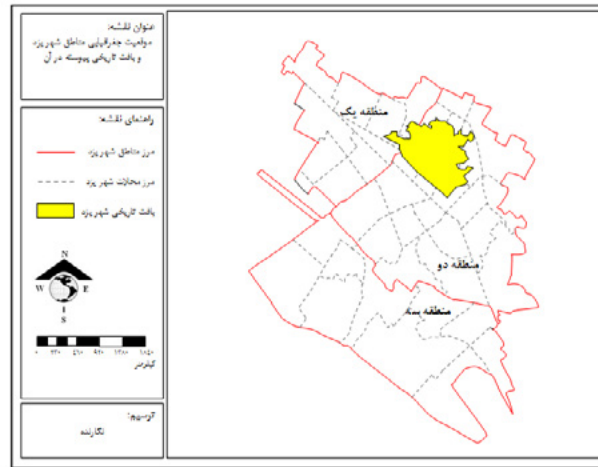 عنوان نقشه:
موقعیت جغرافیایی مناطق شهر یزد
و بافت تاریخی پیوسته در آن
راهنمای نقشه:
مرز مناطق شهر یزد
مرز محلات شهر یزد
بافت تاریخی شهر یزد
N
W E
S
کیلومتر
ترسیم:
نگارنده
منطقه یک
منطقه دو
منطقه سه